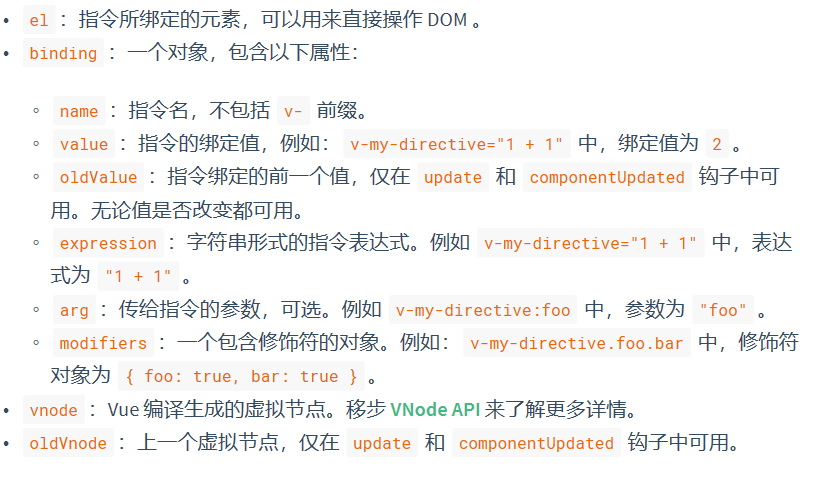 el：指令所绑定的元素，可以用来直接操作 DOM 。
binding：一个对象，包含以下属性：
name：指令名，不包括 v- 前缀。
value：指令的绑定值，例如：v-my-directive="1 + 1" 中，绑定值为 2 。
oldValue：指令绑定的前一个值，仅在 update 和 componentUpdated 钩子中可
用。无论值是否改变都可用。
expression：字符串形式的指令表达式。例如 v-my-directive="1 + 1" 中，表达
式为 "1 + 1" 。
arg：传给指令的参数，可选。例如 v-my-directive:foo 中，参数为 "foo" 。
modifiers：一个包含修饰符的对象。例如：v-my-directive.foo.bar 中，修饰符
对象为 { foo: true, bar: true } 。
vnode：Vue 编译生成的虚拟节点。移步 VNode API 来了解更多详情。
oldVnode：上一个虚拟节点，仅在 update 和 componentUpdated 钩子中可用。